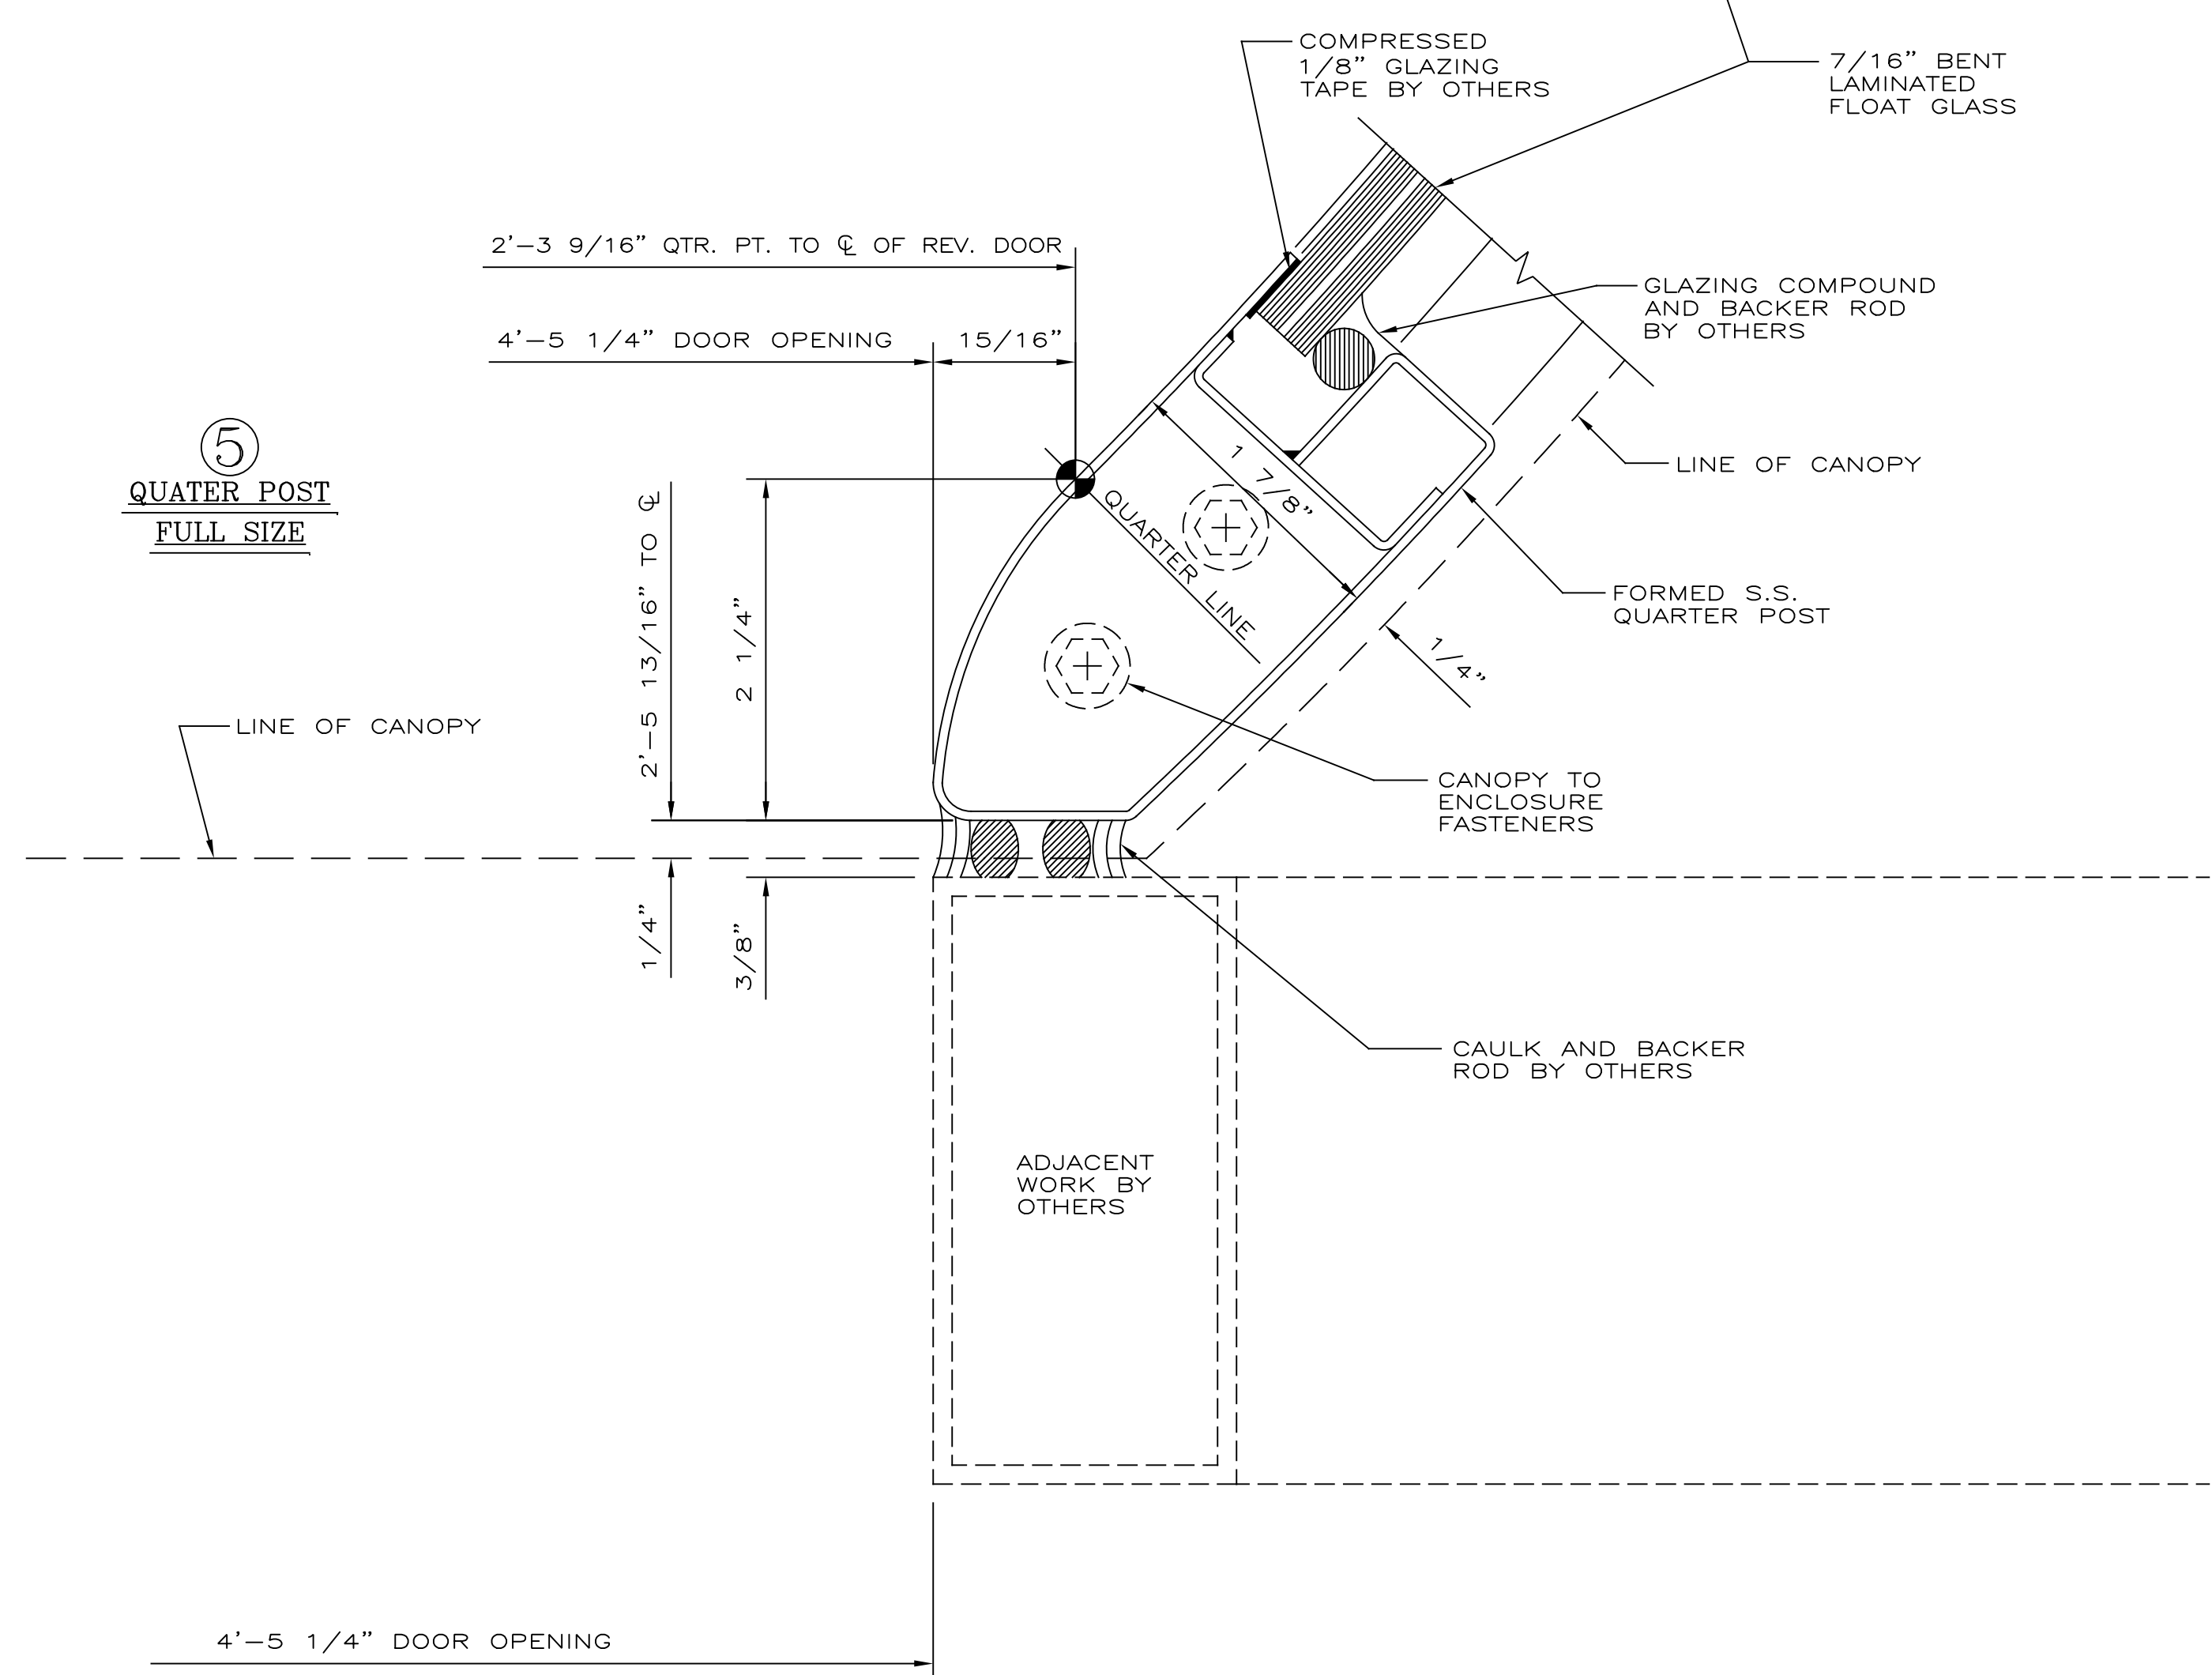 COMPRESSED
1/8” GLAZING
TAPE BY OTHERS
7/16” BENT
LAMINATED
FLOAT GLASS
2’-3 9/16” QTR. PT. TO ℄ OF REV. DOOR
4’-5 1/4” DOOR OPENING
15/16”
GLAZING COMPOUND
AND BACKER ROD
BY OTHERS
5
QUATER POST
FULL SIZE
LINE OF CANOPY
1 7/8”
QUARTER LINE
2’-5 13/16” TO ℄
2 1/4”
FORMED S.S.
QUARTER POST
1/4”
LINE OF CANOPY
CANOPY TO
ENCLOSURE
FASTENERS
1/4”
3/8”
CAULK AND BACKER
ROD BY OTHERS
ADJACENT
WORK BY
OTHERS
4’-5 1/4” DOOR OPENING